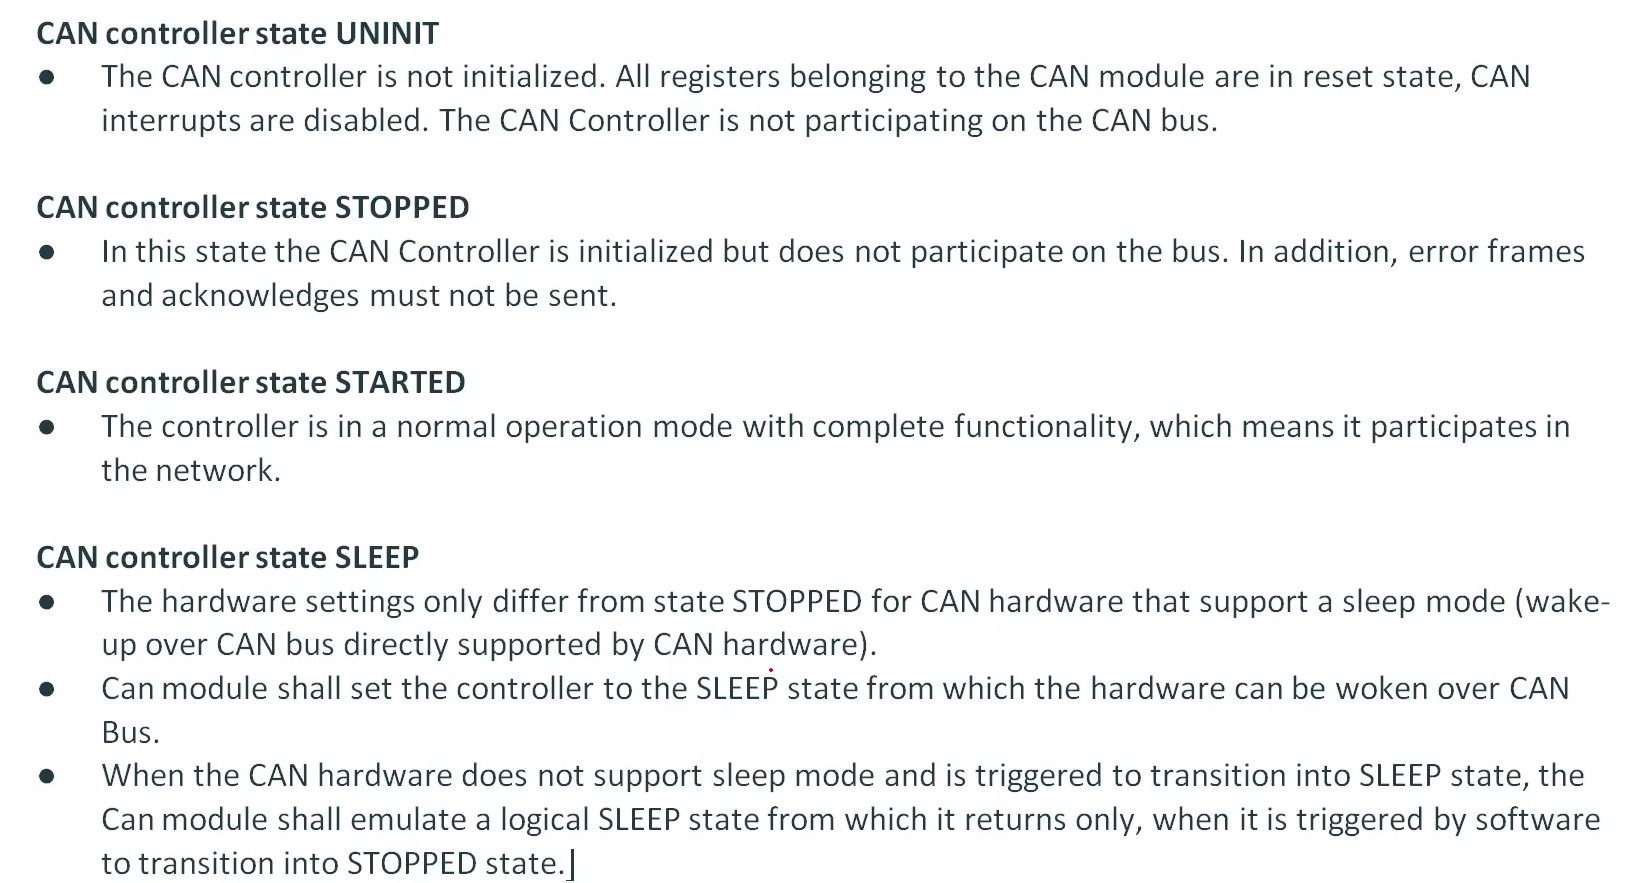 CAN controller state UNINIT
● The CAN controller is not initialized. All registers belonging to the CAN module are in reset state, CAN
interrupts are disabled. The CAN Controller is not participating on the CAN bus.
CAN controller state STOPPED
● In this state the CAN Controller is initialized but does not participate on the bus. In addition, error frames
and acknowledges must not be sent.
CAN controller state STARTED
● The controller is in a normal operation mode with complete functionality, which means it participates in
the network.
CAN controller state SLEEP
● The hardware settings only differ from state STOPPED for CAN hardware that support a sleep mode (wake-
up over CAN bus directly supported by CAN hardware).
● Can module shall set the controller to the SLEEP state from which the hardware can be woken over CAN
Bus.
● When the CAN hardware does not support sleep mode and is triggered to transition into SLEEP state, the
Can module shall emulate a logical SLEEP state from which it returns only, when it is triggered by software
to transition into STOPPED state.⌋